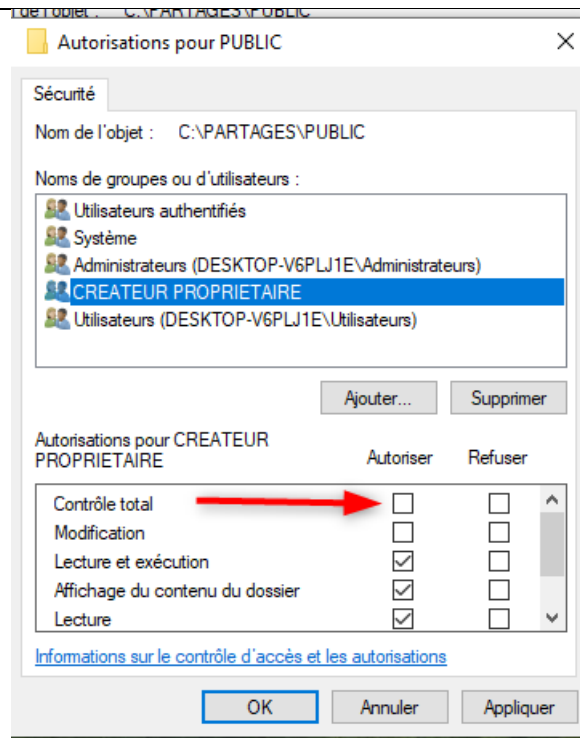 l de l'objet : C:\PARTAGES\PUBLIC
Autorisations pour PUBLIC
Sécurité
Nom de l'objet : C:\PARTAGES\PUBLIC
Noms de groupes ou d'utilisateurs :
Utilisateurs authentifiés
Système
Administrateurs (DESKTOP-V6PLJ1E\Administrateurs)
CREATEUR PROPRIETAIRE
Utilisateurs (DESKTOP-V6PLJ1E\Utilisateurs)
Ajouter... Supprimer
Autorisations pour CREATEUR
PROPRIETAIRE Autoriser Refuser
Contrôle total
Modification
Lecture et exécution
Affichage du contenu du dossier
Lecture
Informations sur le contrôle d'accès et les autorisations
OK Annuler Appliquer